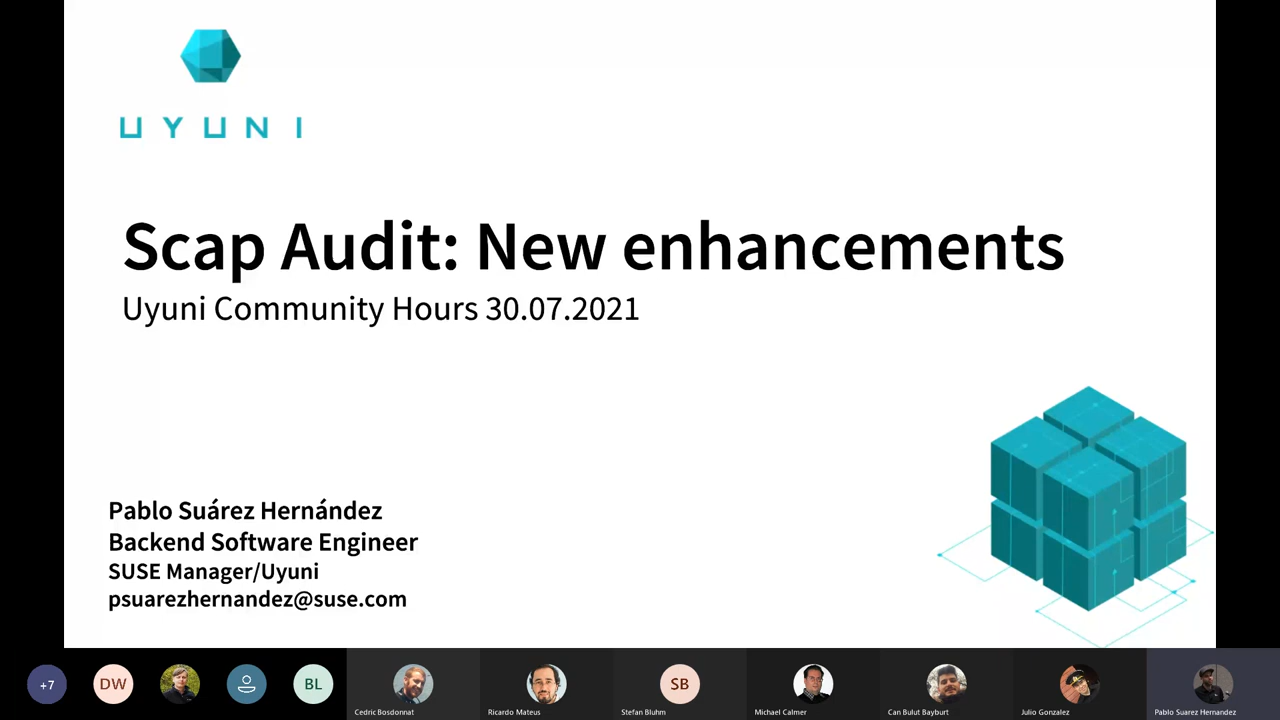 UYUNI
Scap Audit: New enhancements
Uyuni Community Hours 30.07.2021
Pablo Suárez Hernández
Backend Software Engineer
SUSE Manager/Uyuni
psuarezhernandez@suse.com
+7
DW
BL
SB
Cedric Bosdonnat
Ricardo Mateus
Stefan Bluhm
Michael Calmer
Can Bulut Bayburt
Julio Gonzalez
Pablo Suarez Hernandez